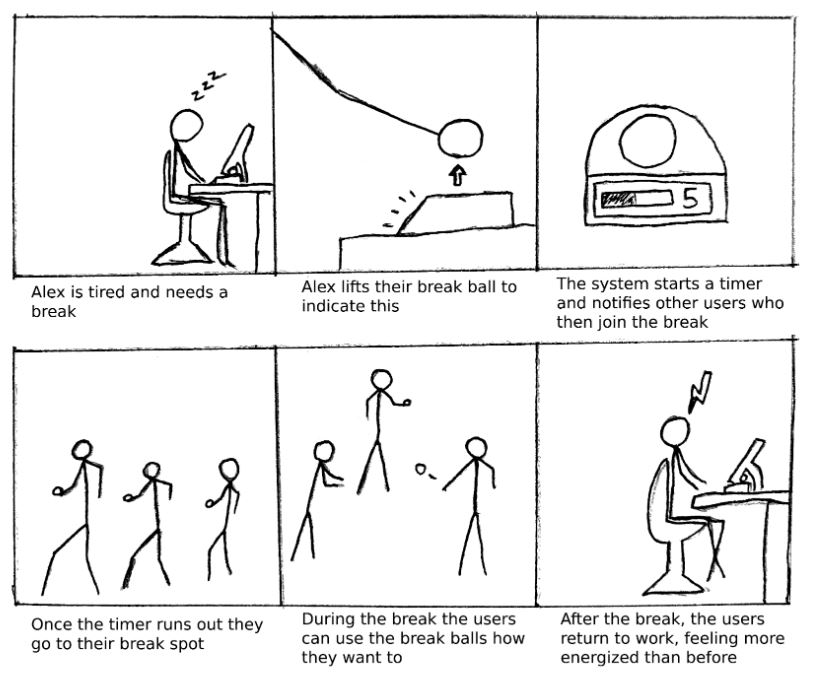 zzz
Alex is tired and needs a
break
Alex lifts their break ball to
indicate this
5
The system starts a timer
and notifies other users who
then join the break
Once the timer runs out they
go to their break spot
During the break the users
can use the break balls how
they want to
After the break, the users
return to work, feeling more
energized than before